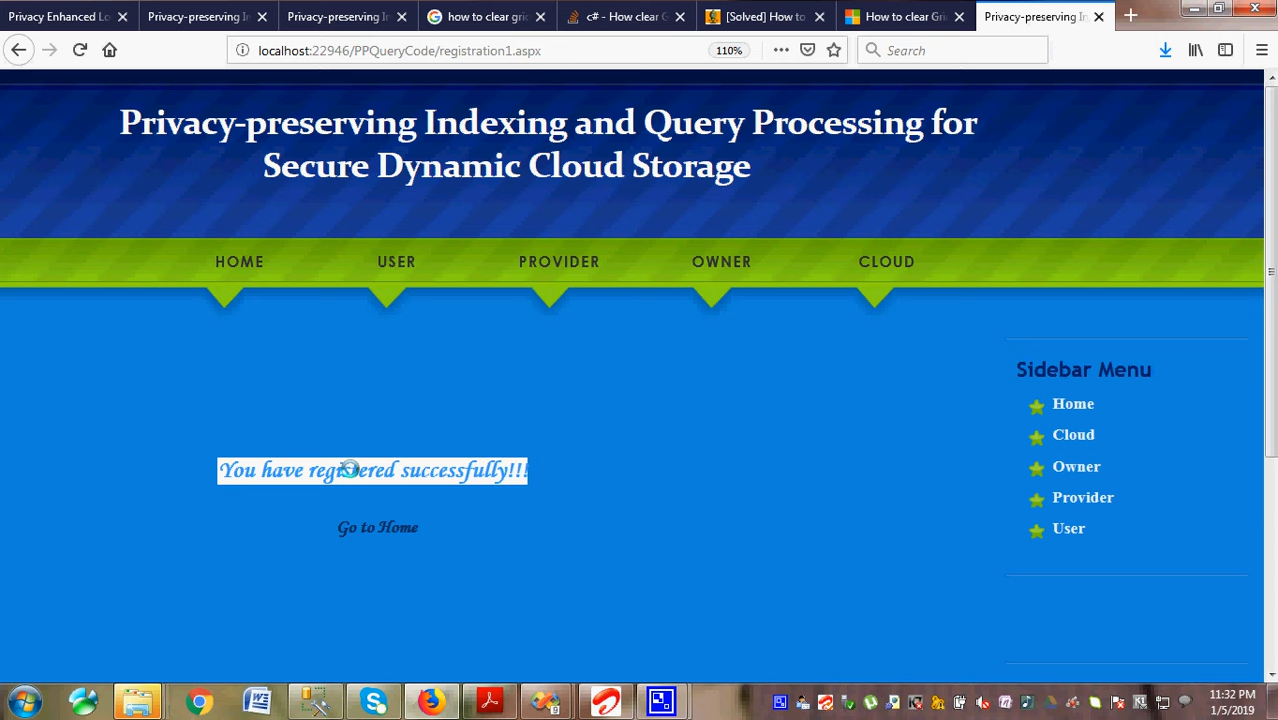 Privacy Enhanced Lo
Privacy-preserving In
Privacy-preserving In
how to clear gric
c# - How clear G
[Solved] How to
How to clear Gri
Privacy-preserving In
localhost:22946/PPQueryCode/registration1.aspx
110%
Search
Privacy-preserving Indexing and Query Processing for
Secure Dynamic Cloud Storage
HOME
USER
PROVIDER
OWNER
CLOUD
Sidebar Menu
Home
Cloud
Owner
Provider
User
You have registered successfully!!!
Go to Home
11:32 PM
1/5/2019